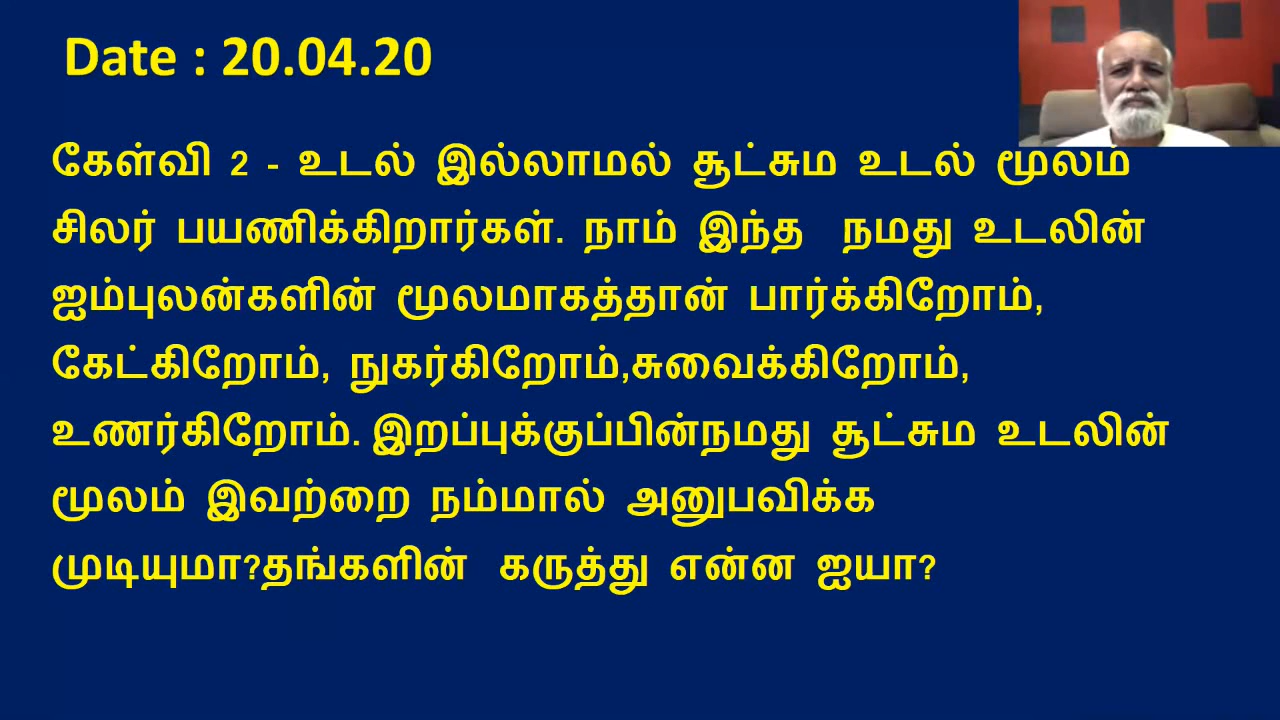 Date : 20.04.20
கேள்வி 2 - உடல் இல்லாமல் சூட்சும உடல் மூலம்
சிலர் பயணிக்கிறார்கள். நாம் இந்த நமது உடலின்
ஐம்புலன்களின் மூலமாகத்தான் பார்க்கிறோம்,
கேட்கிறோம், நுகர்கிறோம்,சுவைக்கிறோம்,
உணர்கிறோம். இறப்புக்குப்பின்நமது சூட்சும உடலின்
மூலம் இவற்றை நம்மால் அனுபவிக்க
முடியுமா?தங்களின் கருத்து என்ன ஐயா?